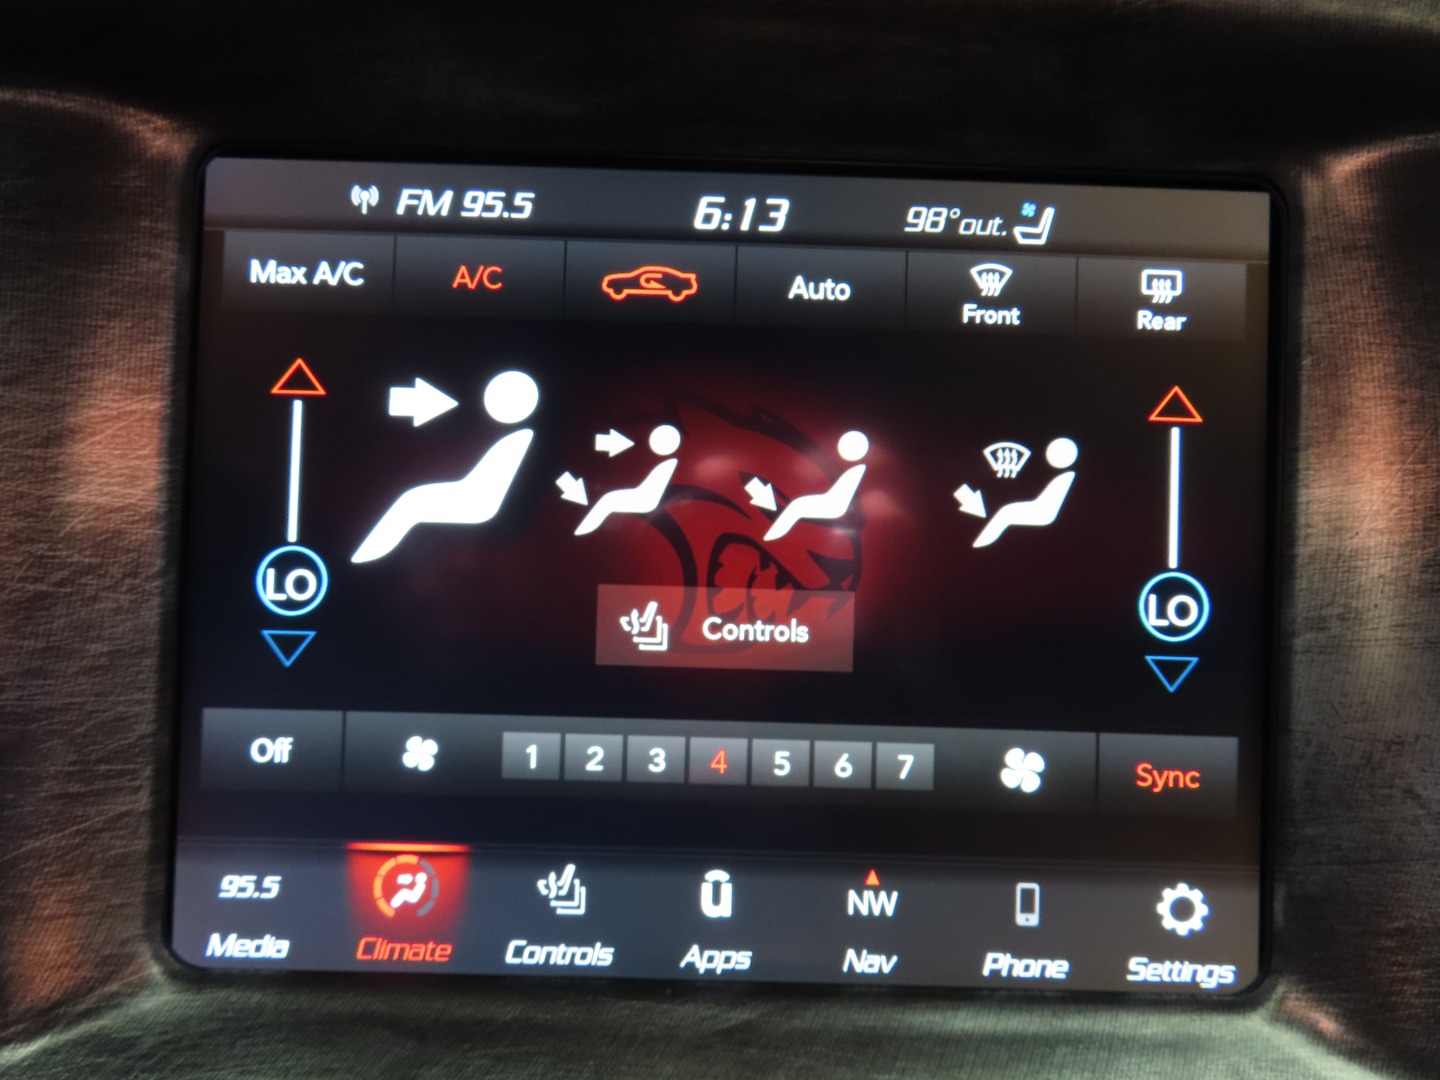 FM 95.5 6:13 98°out.
Max A/C A/C Auto Front Rear
LO LO
Controls
Off 1 2 3 4 5 6 7 Sync
95.5 NW
Media Climate Controls Apps Nav Phone Settings